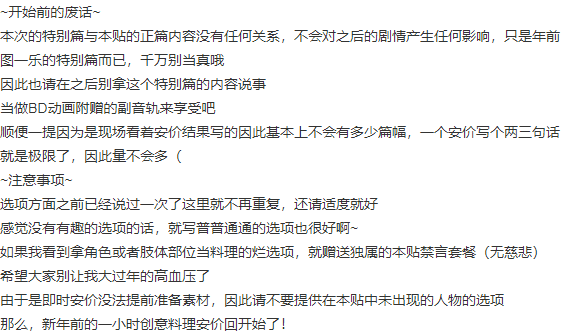 ~开始前的废话~
本次的特别篇与本贴的正篇内容没有任何关系，不会对之后的剧情产生任何影响，只是年前
图一乐的特别篇而已，千万别当真哦
因此也请在之后别拿这个特别篇的内容说事
当做BD动画附赠的副音轨来享受吧
顺便一提因为是现场看着安价结果写的因此基本上不会有多少篇幅，一个安价写个两三句话
就是极限了，因此量不会多（
~注意事项~
选项方面之前已经说过一次了这里就不再重复，还请适度就好
感觉没有有趣的选项的话，就写普普通通的选项也很好啊~
如果我看到拿角色或者肢体部位当料理的烂选项，就赠送独属的本贴禁言套餐（无慈悲）
希望大家别让我大过年的高血压了
由于是即时安价没法提前准备素材，因此请不要提供在本贴中未出现的人物的选项
那么，新年前的一小时创意料理安价回开始了！